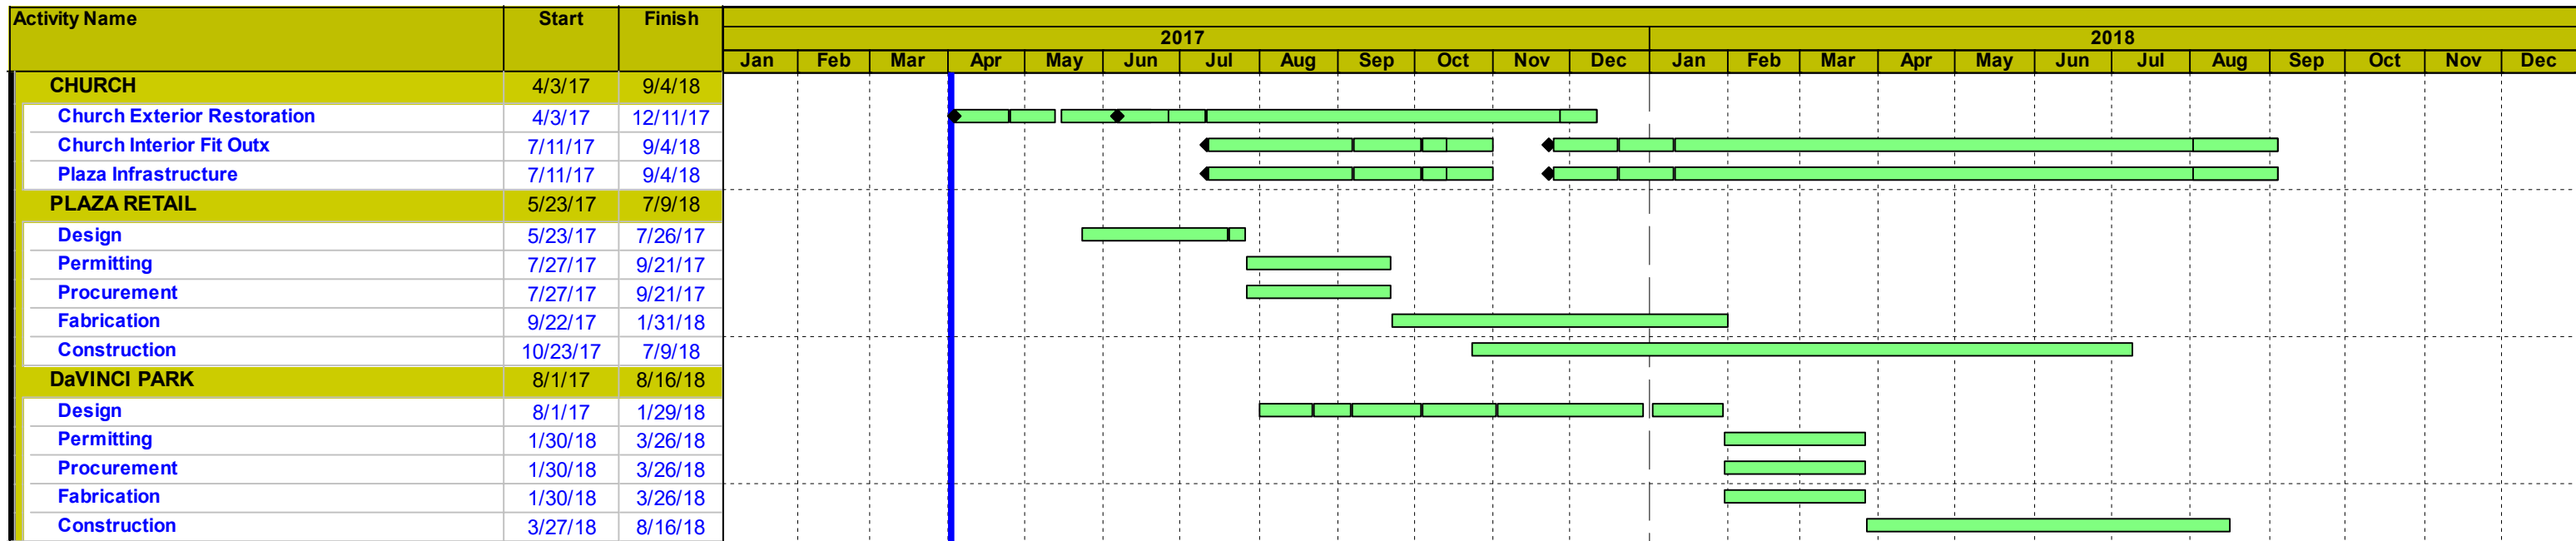 Activity Name Start Finish
2017 2018
Jan Feb Mar Apr May Jun Jul Aug Sep Oct Nov Dec Jan Feb Mar Apr May Jun Jul Aug Sep Oct Nov Dec
CHURCH 4/3/17 9/4/18
Church Exterior Restoration 4/3/17 12/11/17
Church Interior Fit Outx 7/11/17 9/4/18
Plaza Infrastructure 7/11/17 9/4/18
PLAZA RETAIL 5/23/17 7/9/18
Design 5/23/17 7/26/17
Permitting 7/27/17 9/21/17
Procurement 7/27/17 9/21/17
Fabrication 9/22/17 1/31/18
Construction 10/23/17 7/9/18
DaVINCI PARK 8/1/17 8/16/18
Design 8/1/17 1/29/18
Permitting 1/30/18 3/26/18
Procurement 1/30/18 3/26/18
Fabrication 1/30/18 3/26/18
Construction 3/27/18 8/16/18